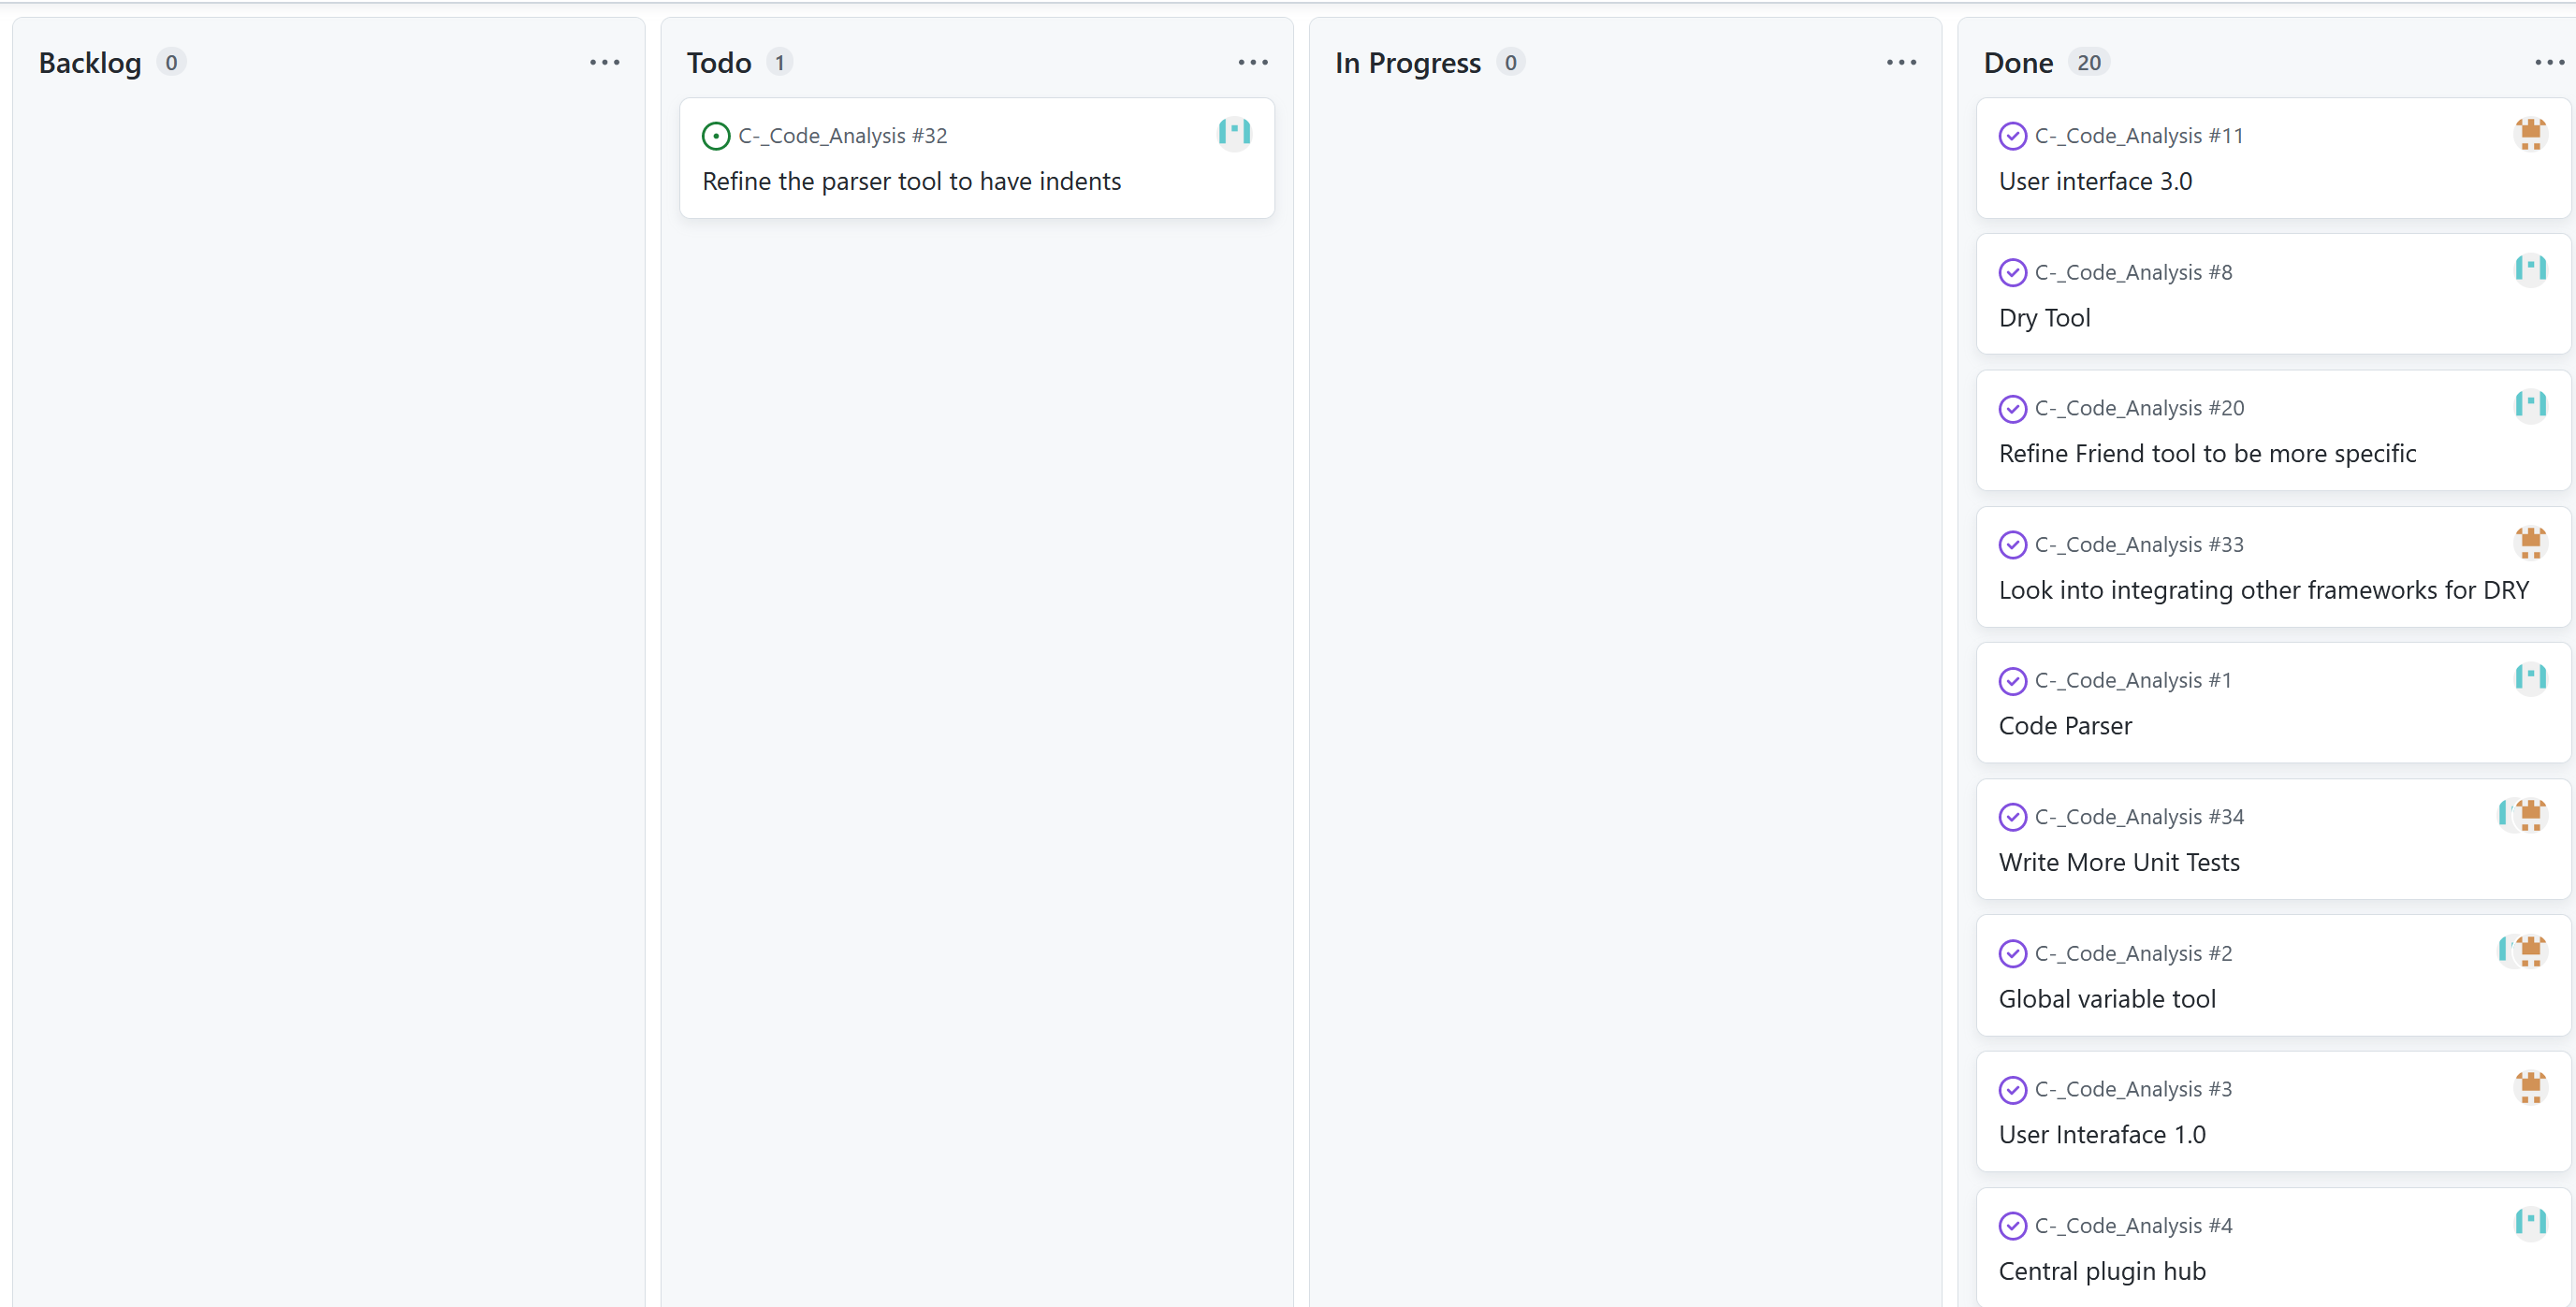 Backlog 0
Todo 1
C-_Code_Analysis #32
Refine the parser tool to have indents
In Progress 0
Done 20
C-_Code_Analysis #11
User interface 3.0
C-_Code_Analysis #8
Dry Tool
C-_Code_Analysis #20
Refine Friend tool to be more specific
C-_Code_Analysis #33
Look into integrating other frameworks for DRY
C-_Code_Analysis #1
Code Parser
C-_Code_Analysis #34
Write More Unit Tests
C-_Code_Analysis #2
Global variable tool
C-_Code_Analysis #3
User Interaface 1.0
C-_Code_Analysis #4
Central plugin hub